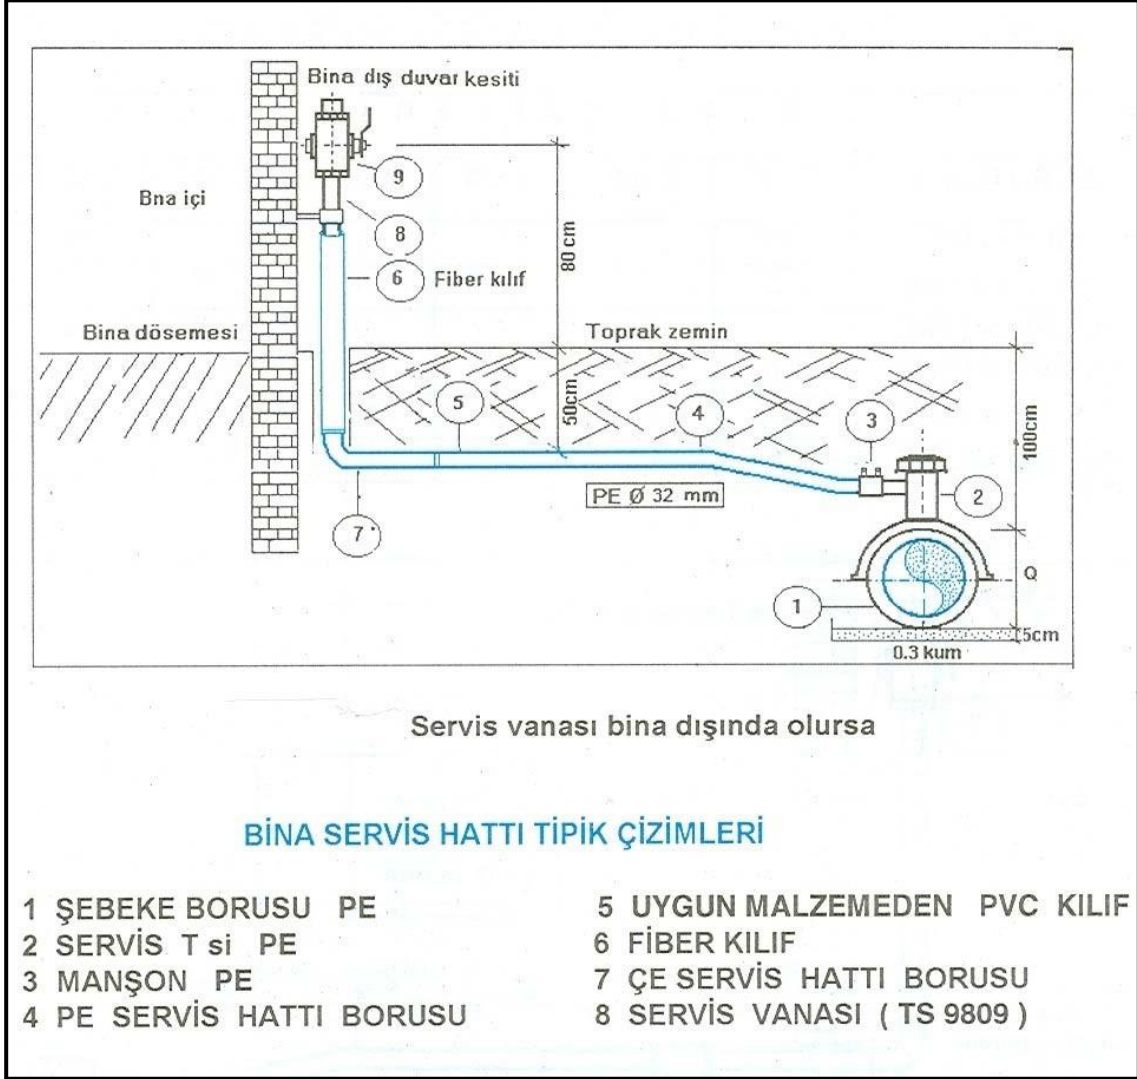 Bina dış duvar kesiti
9
Bna içi
8
80 cm
6 Fiber kılıf
Bina dösemesi
Toprak zemin
5
50cm
4
3
100cm
PE Ø 32 mm
2
7
Q
1
5cm
0.3 kum
Servis vanası bina dışında olursa
BİNA SERVİS HATTI TİPİK ÇİZİMLERİ
1 ŞEBEKE BORUSU PE
2 SERVİS T si PE
3 MANŞON PE
4 PE SERVİS HATTI BORUSU
5 UYGUN MALZEMEDEN PVC KILIF
6 FİBER KILIF
7 ÇE SERVİS HATTI BORUSU
8 SERVİS VANASI ( TS 9809 )